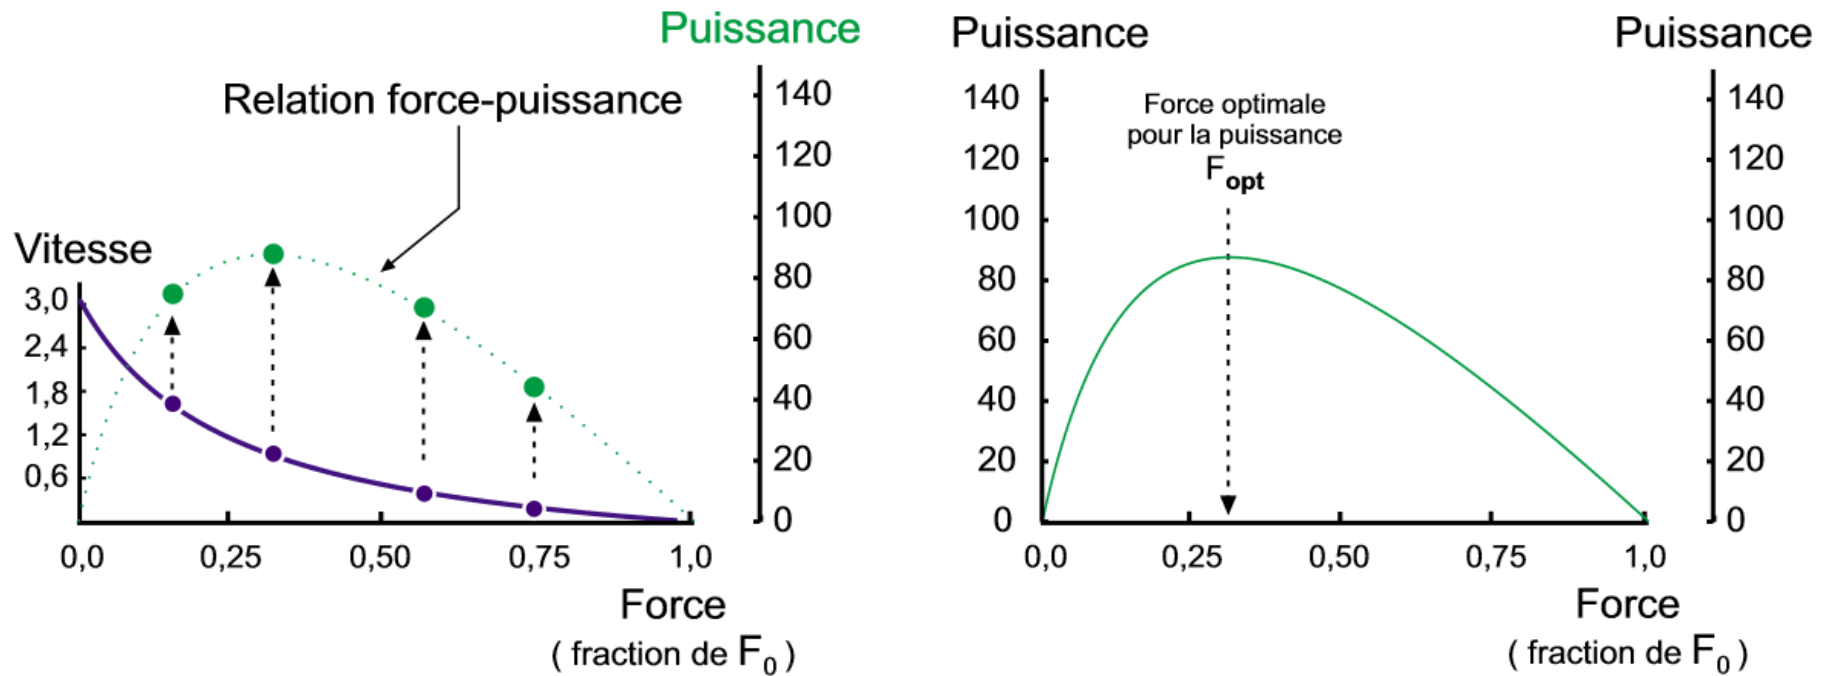 Puissance
Relation force-puissance
Vitesse
140
120
100
80
60
40
20
0
3,0
2,4
1,8
1,2
0,6
0,0 0,25 0,50 0,75 1,0
Force
( fraction de F0 )
Puissance Puissance
Force optimale
pour la puissance
Fopt
140
120
100
80
60
40
20
0
140
120
100
80
60
40
20
0
0,0 0,25 0,50 0,75 1,0
Force
( fraction de F0 )